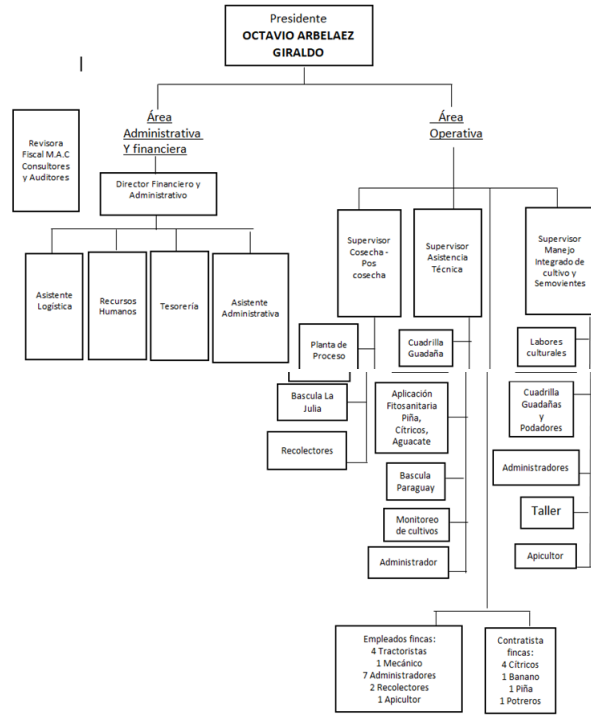 Presidente
OCTAVIO ARBELAEZ
GIRALDO
Área
Administrativa
Y financiera
Área
Operativa
Revisora
Fiscal M.A.C
Consultores
y Auditores
Director Financiero y
Administrativo
Asistente
Logística
Recursos
Humanos
Tesorería
Asistente
Administrativa
Supervisor
Cosecha -
Pos
cosecha
Supervisor
Asistencia
Técnica
Supervisor
Manejo
Integrado de
cultivo y
Semovientes
Planta de
Proceso
Bascula La
Julia
Recolectores
Cuadrilla
Guadaña
Aplicación
Fitosanitaria
Piña,
Cítricos,
Aguacate
Bascula
Paraguay
Monitoreo
de cultivos
Administrador
Labores
culturales
Cuadrilla
Guadañas
y
Podadores
Administradores
Taller
Apicultor
Empleados fincas:
4 Tractoristas
1 Mecánico
7 Administradores
2 Recolectores
1 Apicultor
Contratista
fincas:
4 Cítricos
1 Banano
1 Piña
1 Potreros